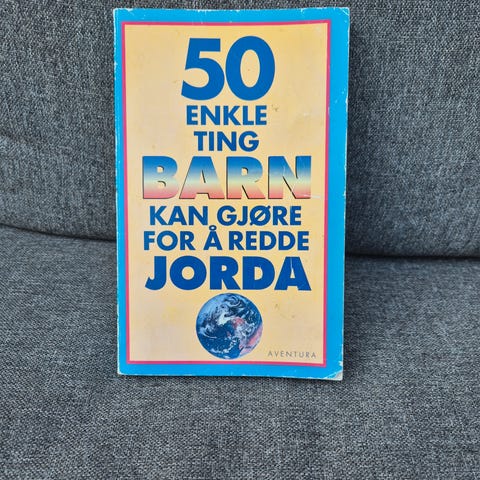 50
ENKLE
TING
BARN
KAN GJØRE
FOR Å REDDE
JORDA
AVENTURA